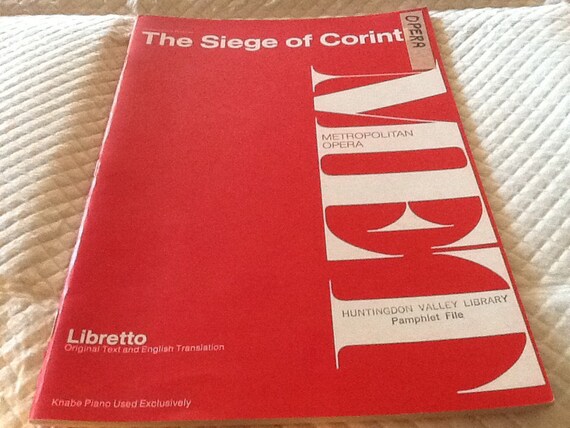 The Siege of Corint
OPERA
METROPOLITAN
OPERA
MET
HUNTINGDON VALLEY LIBRARY
Pamphlet File
Libretto
Original Text and English Translation
Knabe Piano Used Exclusively